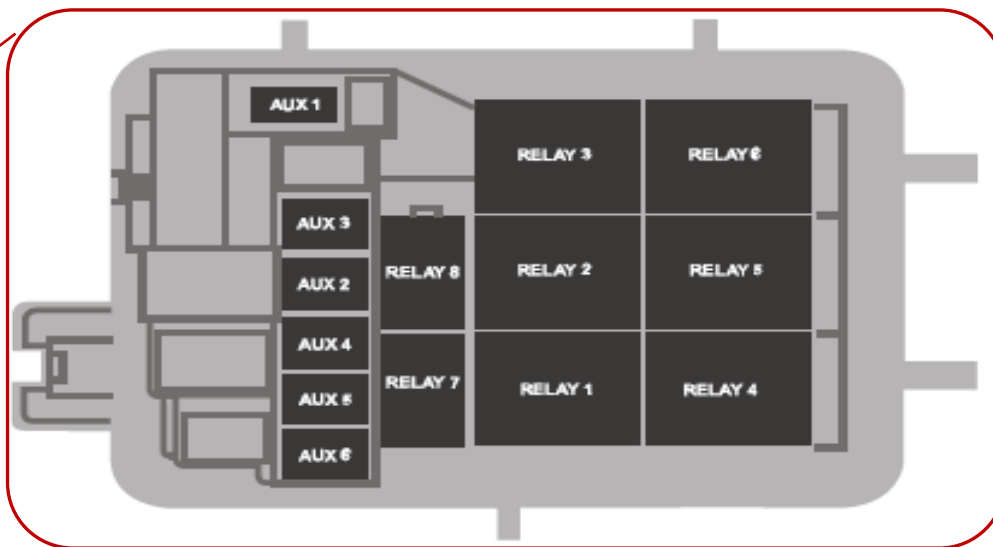 AUX 1
RELAY 3
RELAY 6
AUX 3
RELAY 8
RELAY 2
RELAY 5
AUX 2
AUX 4
RELAY 7
RELAY 1
RELAY 4
AUX 5
AUX 6